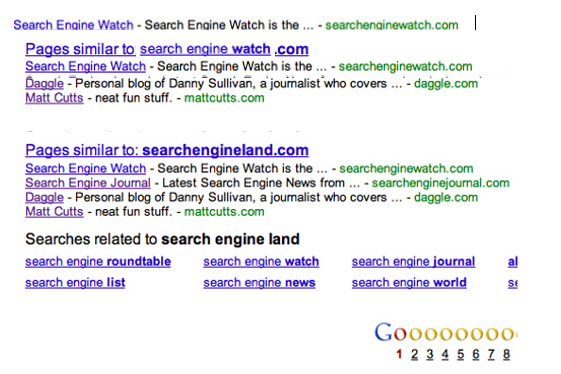 Search Engine Watch - Search Engine Watch is the ... - searchenginewatch.com
Pages similar to search engine watch .com
Search Engine Watch - Search Engine Watch is the ... - searchenginewatch.com
Daggle - Personal blog of Danny Sullivan, a journalist who covers ... - daggle.com
Matt Cutts - neat fun stuff. - mattcutts.com
Pages similar to: searchengineland.com
Search Engine Watch - Search Engine Watch is the ... - searchenginewatch.com
Search Engine Journal - Latest Search Engine News from ... - searchenginejournal.com
Daggle - Personal blog of Danny Sullivan, a journalist who covers ... - daggle.com
Matt Cutts - neat fun stuff. - mattcutts.com
Searches related to search engine land
search engine roundtable search engine watch search engine journal
search engine list search engine news search engine world
Gooooooooo
1 2 3 4 5 6 7 8